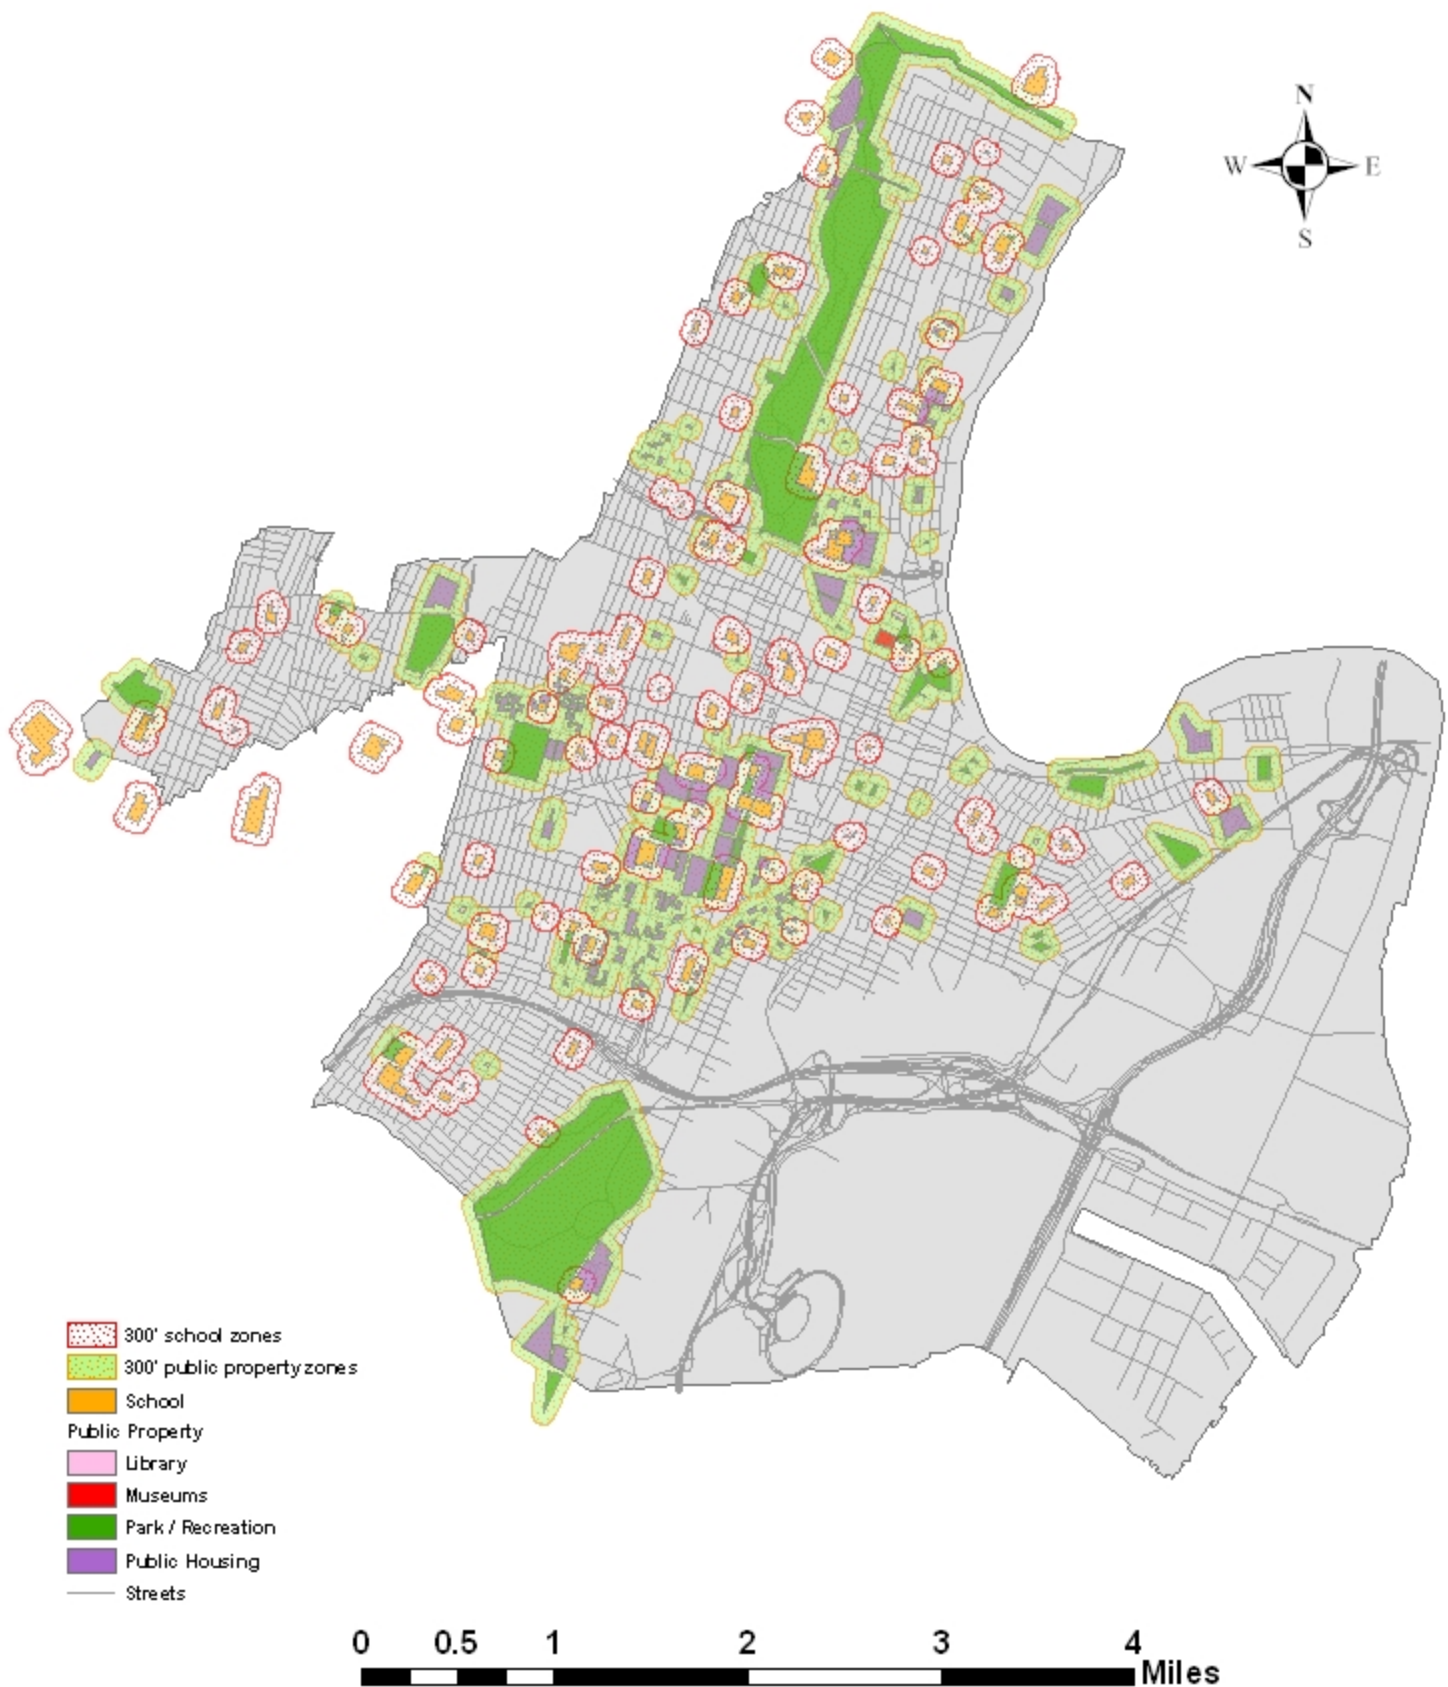 N
W E
S
300' school zones
300' public property zones
School
Public Property
Library
Museums
Park / Recreation
Public Housing
Streets
0 0.5 1 2 3 4
Miles